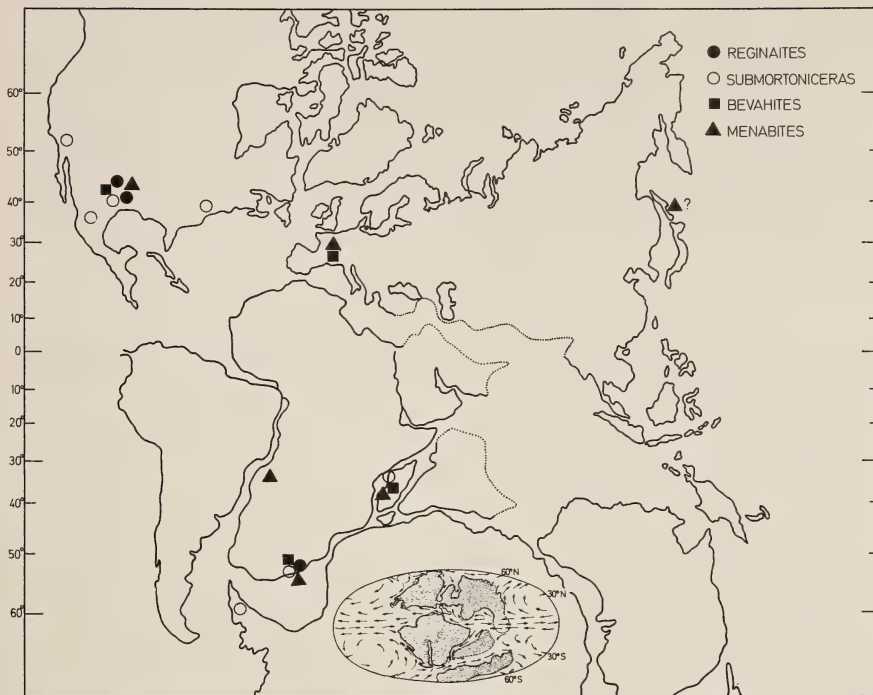 REGINAITES
SUBMORTONICERAS
BEVAHITES
MENABITES
60°
50°
40°
30°
20°
10°
0
10°
20°
30°
40°
50°
60°
?
60°N
30°N
30°S
60°S